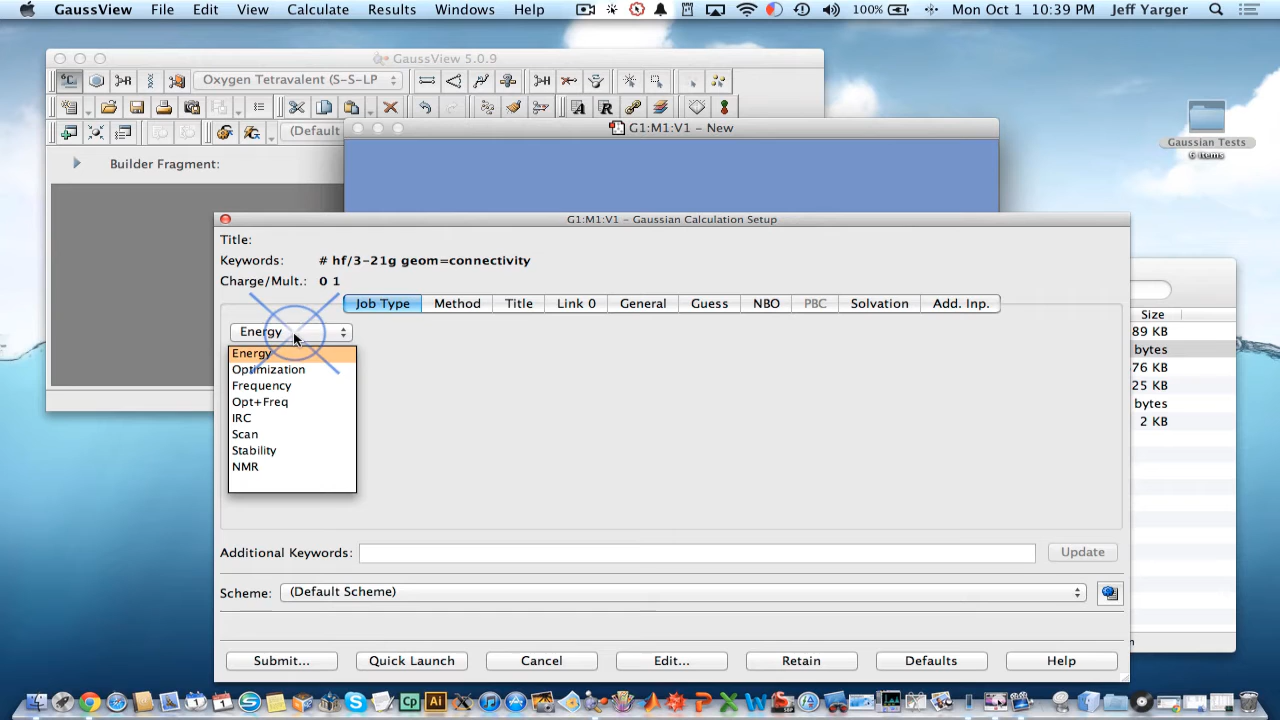 GaussView File Edit View Calculate Results Windows Help 100% Mon Oct 1 10:39 PM Jeff Yarger
GaussView 5.0.9
Oxygen Tetravalent (S-S-LP
(Default
G1:M1:V1 - New
Builder Fragment:
Gaussian Tests
6 items
G1:M1:V1 - Gaussian Calculation Setup
Title:
Keywords: # hf/3-21g geom=connectivity
Charge/Mult.: 0 1
Job Type Method Title Link 0 General Guess NBO PBC Solvation Add. Inp.
Energy
Energy
Optimization
Frequency
Opt+Freq
IRC
Scan
Stability
NMR
Size
89 KB
bytes
76 KB
25 KB
bytes
2 KB
Additional Keywords: Update
Scheme: (Default Scheme)
Submit... Quick Launch Cancel Edit... Retain Defaults Help